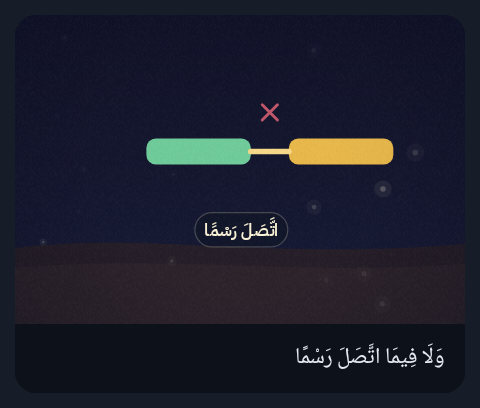 اتَّصَلَ رَسْمًا
وَلَا فِيمَا اتَّصَلَ رَسْمًا